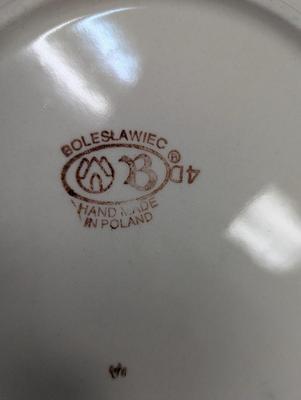 BOLESŁAWIEC
B ® 4D
HAND MADE
IN POLAND